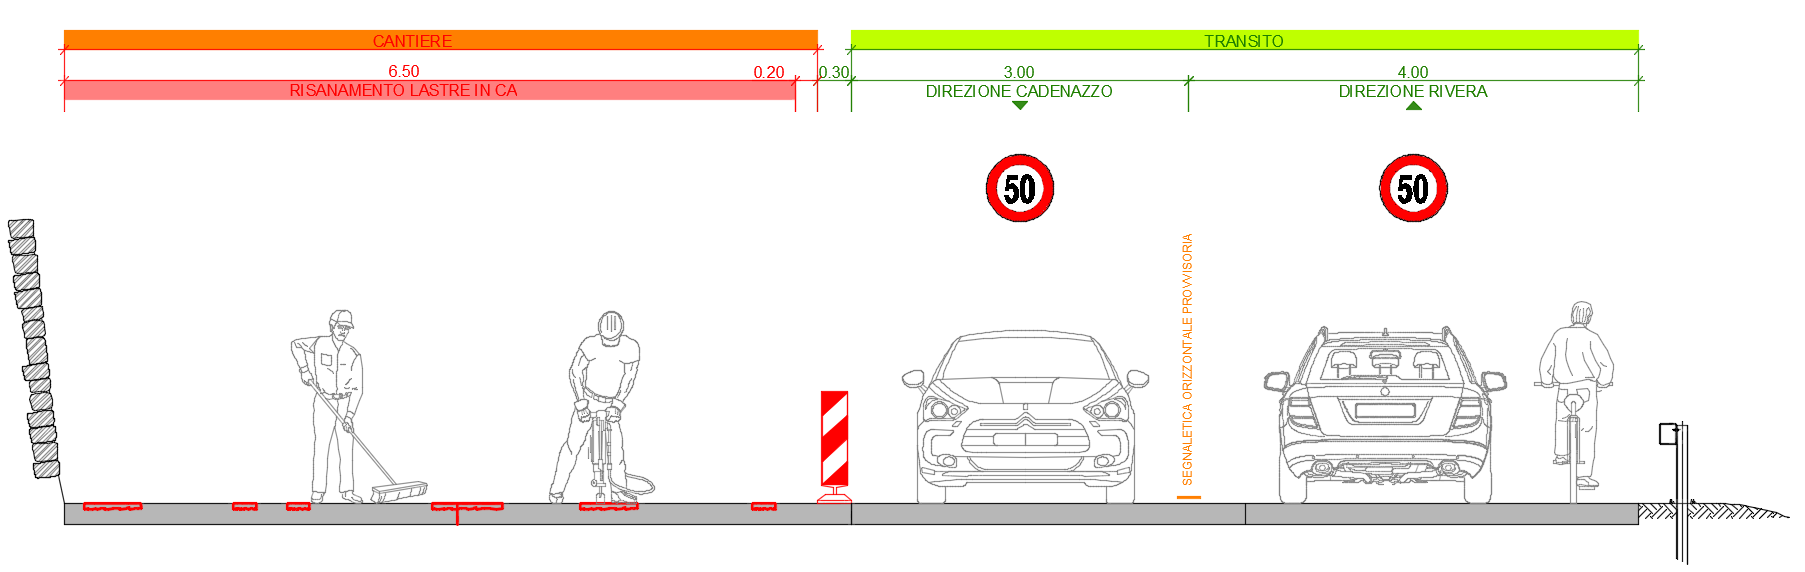 CANTIERE
TRANSITO
6.50
0.20
0.30
3.00
4.00
RISANAMENTO LASTRE IN CA
DIREZIONE CADENAZZO
DIREZIONE RIVERA
50
50
SEGNALETICA ORIZZONTALE PROVVISORIA